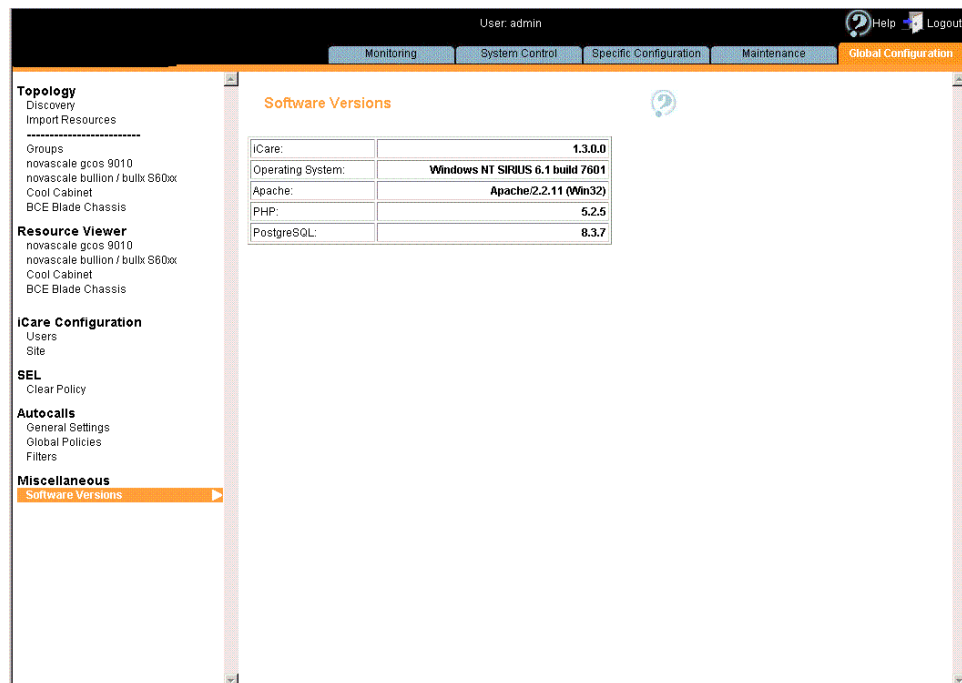 User: admin
Help
Logout
Monitoring
System Control
Specific Configuration
Maintenance
Global Configuration
Topology
Discovery
Import Resources
-------------------------
Groups
novascale gcos 9010
novascale bullion / bullx S60xx
Cool Cabinet
BCE Blade Chassis
Resource Viewer
novascale gcos 9010
novascale bullion / bullx S60xx
Cool Cabinet
BCE Blade Chassis
iCare Configuration
Users
Site
SEL
Clear Policy
Autocalls
General Settings
Global Policies
Filters
Miscellaneous
Software Versions
Software Versions
iCare: 1.3.0.0
Operating System: Windows NT SIRIUS 6.1 build 7601
Apache: Apache/2.2.11 (Win32)
PHP: 5.2.5
PostgreSQL: 8.3.7